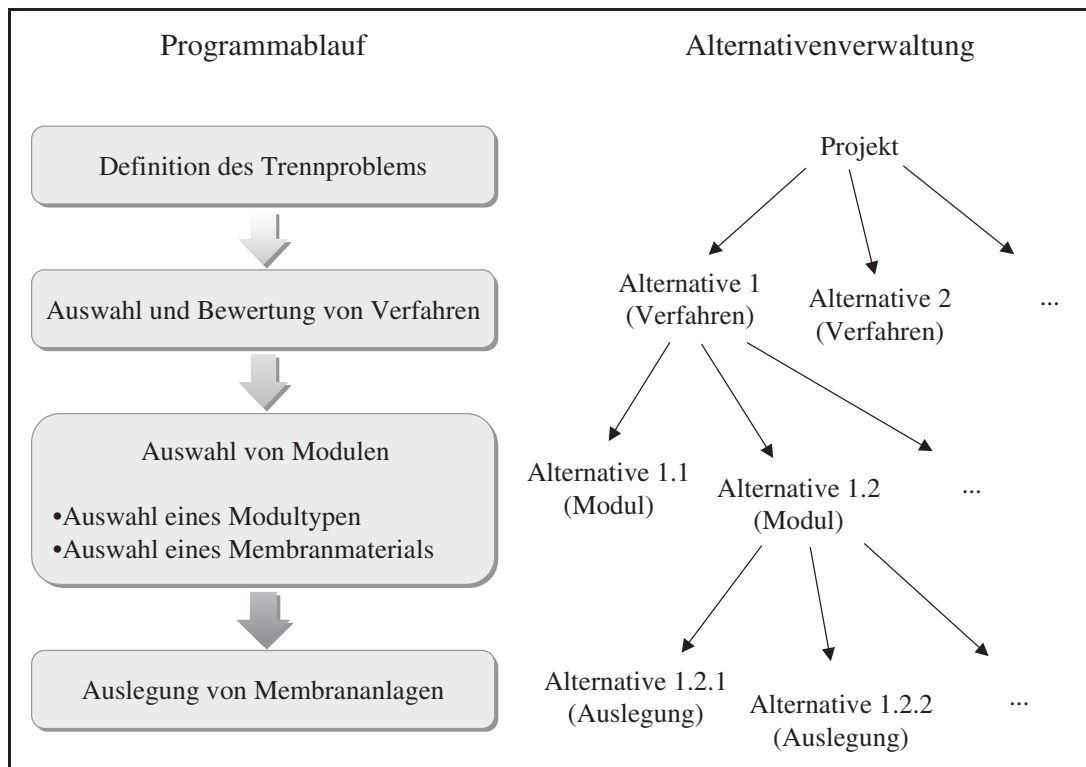 Programmablauf
Definition des Trennproblems
Auswahl und Bewertung von Verfahren
Auswahl von Modulen
•Auswahl eines Modultypen
•Auswahl eines Membranmaterials
Auslegung von Membrananlagen
Alternativenverwaltung
Projekt
Alternative 1
(Verfahren)
Alternative 2
(Verfahren)
...
Alternative 1.1
(Modul)
Alternative 1.2
(Modul)
...
Alternative 1.2.1
(Auslegung)
Alternative 1.2.2
(Auslegung)
...